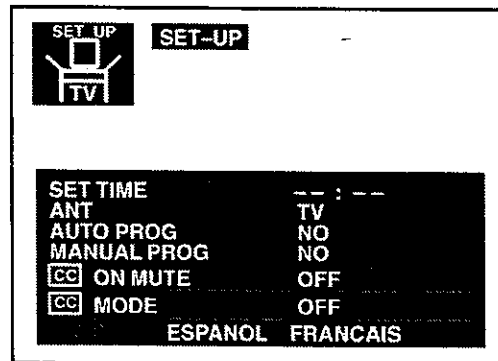 SET UP
TV
SET-UP
SET TIME -- : --
ANT TV
AUTO PROG NO
MANUAL PROG NO
CC ON MUTE OFF
CC MODE OFF
ESPANOL FRANCAIS